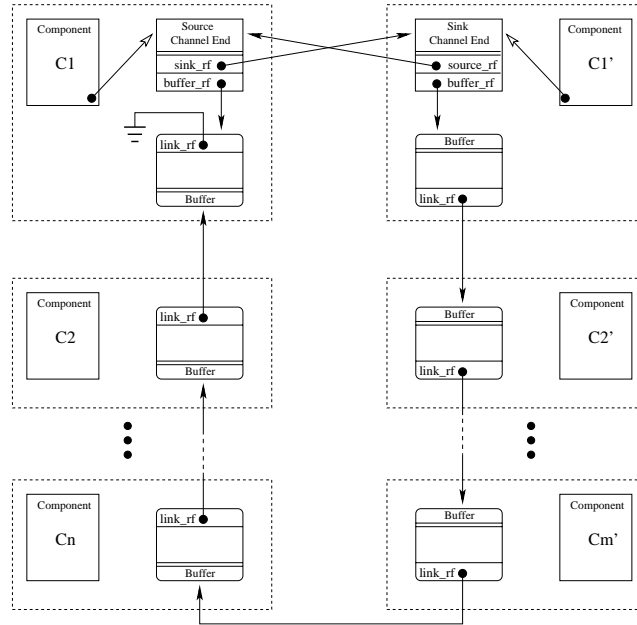 Component
C1
Source
Channel End
sink_rf
buffer_rf
link_rf
Buffer
Sink
Channel End
source_rf
buffer_rf
Component
C1'
Buffer
link_rf
Component
C2
link_rf
Buffer
Buffer
link_rf
Component
C2'
Component
Cn
link_rf
Buffer
Buffer
link_rf
Component
Cm'